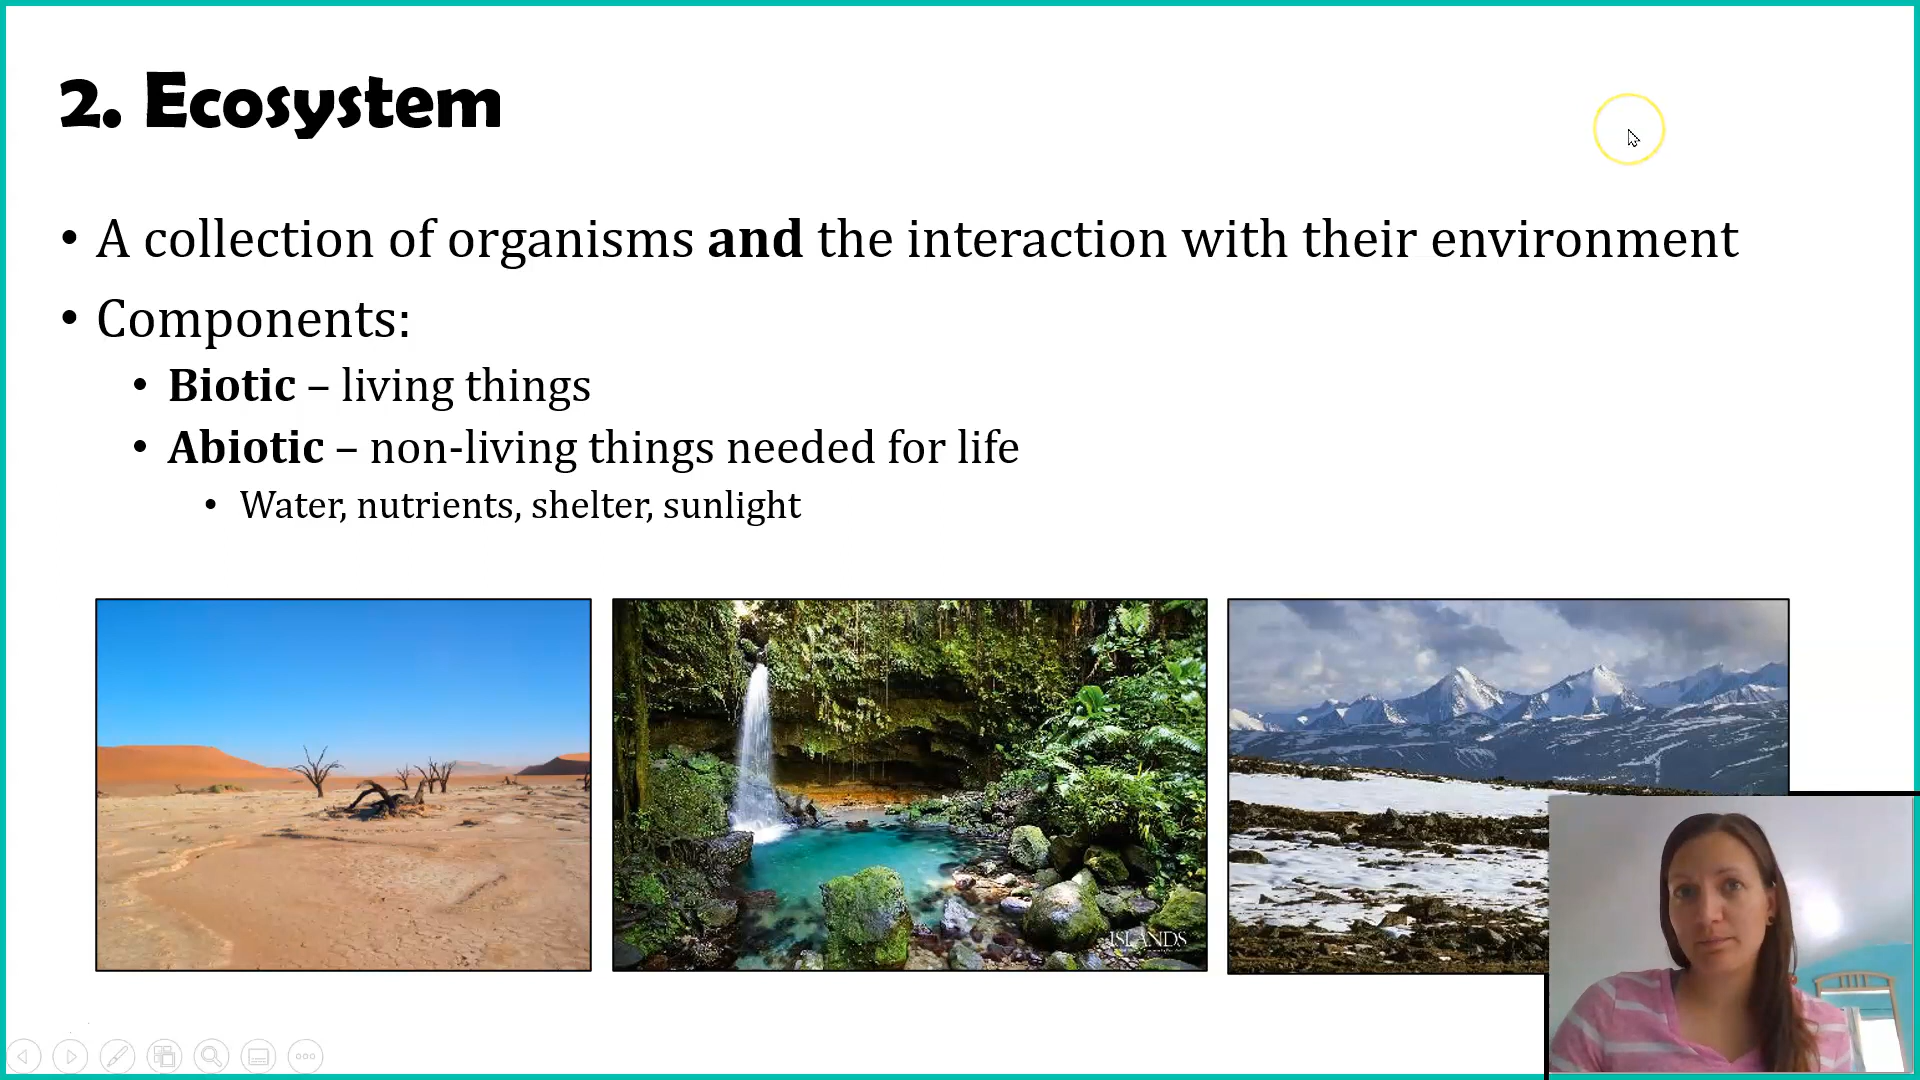 2. Ecosystem
• A collection of organisms and the interaction with their environment
• Components:
• Biotic – living things
• Abiotic – non-living things needed for life
• Water, nutrients, shelter, sunlight
ISLANDS